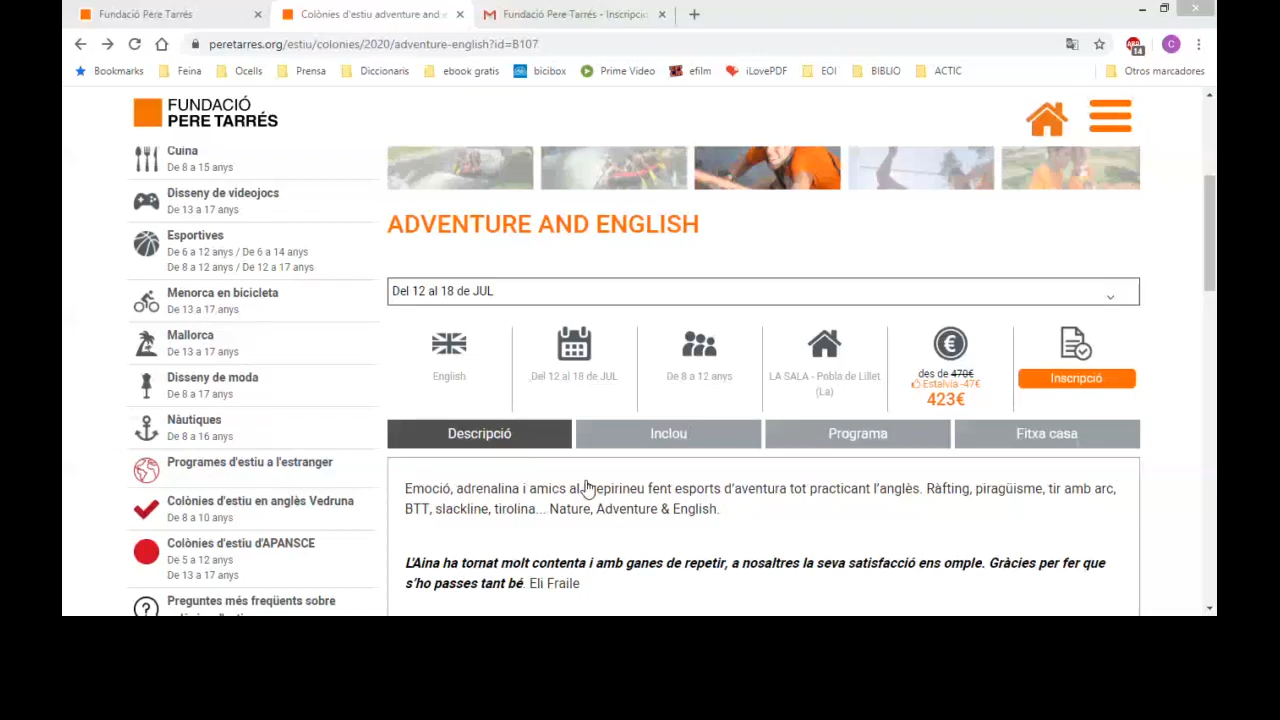 Fundació Pere Tarrés
Colònies d'estiu adventure and e
Fundació Pere Tarrés - Inscripció
peretarres.org/estiu/colonies/2020/adventure-english?id=B107
ABP
14
C
Bookmarks
Feina
Ocells
Prensa
Diccionaris
ebook gratis
bicibox
Prime Video
efilm
iLovePDF
EOI
BIBLIO
ACTIC
Otros marcadores
FUNDACIÓ
PERE TARRÉS
Cuina
De 8 a 15 anys
Disseny de videojocs
De 13 a 17 anys
Esportives
De 6 a 12 anys / De 6 a 14 anys
De 8 a 12 anys / De 12 a 17 anys
Menorca en bicicleta
De 13 a 17 anys
Mallorca
De 13 a 17 anys
Disseny de moda
De 8 a 17 anys
Nàutiques
De 8 a 16 anys
Programes d'estiu a l'estranger
Colònies d'estiu en anglès Vedruna
De 8 a 10 anys
Colònies d'estiu d'APANSCE
De 5 a 12 anys
De 13 a 17 anys
Preguntes més freqüents sobre
ADVENTURE AND ENGLISH
Del 12 al 18 de JUL
English
Del 12 al 18 de JUL
De 8 a 12 anys
LA SALA - Pobla de Lillet
(La)
des de 470€
Estalvia -47€
423€
Inscripció
Descripció
Inclou
Programa
Fitxa casa
Emoció, adrenalina i amics al repirineu fent esports d'aventura tot practicant l'anglès. Ràfting, piragüisme, tir amb arc,
BTT, slackline, tirolina... Nature, Adventure & English.
L'Aina ha tornat molt contenta i amb ganes de repetir, a nosaltres la seva satisfacció ens omple. Gràcies per fer que
s'ho passes tant bé. Eli Fraile